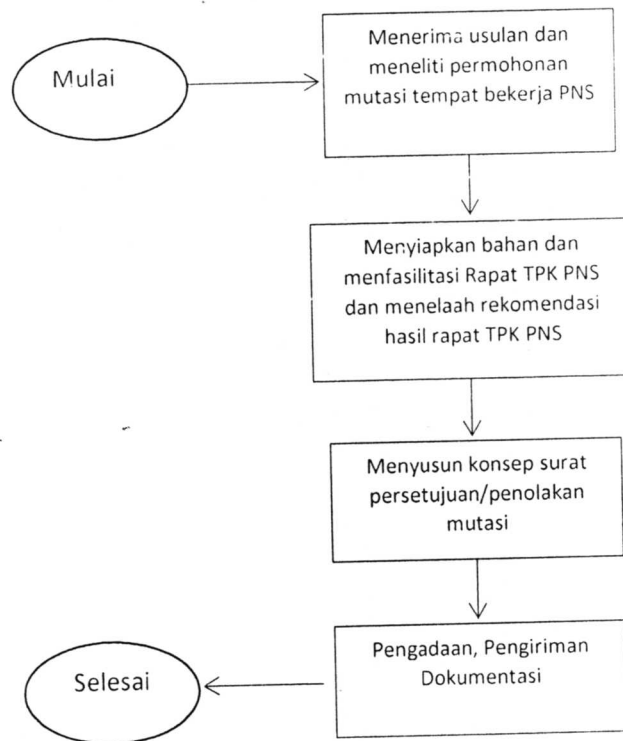 Mulai
Menerima usulan dan
meneliti permohonan
mutasi tempat bekerja PNS
Menyiapkan bahan dan
menfasilitasi Rapat TPK PNS
dan menelaah rekomendasi
hasil rapat TPK PNS
Menyusun konsep surat
persetujuan/penolakan
mutasi
Pengadaan, Pengiriman
Dokumentasi
Selesai